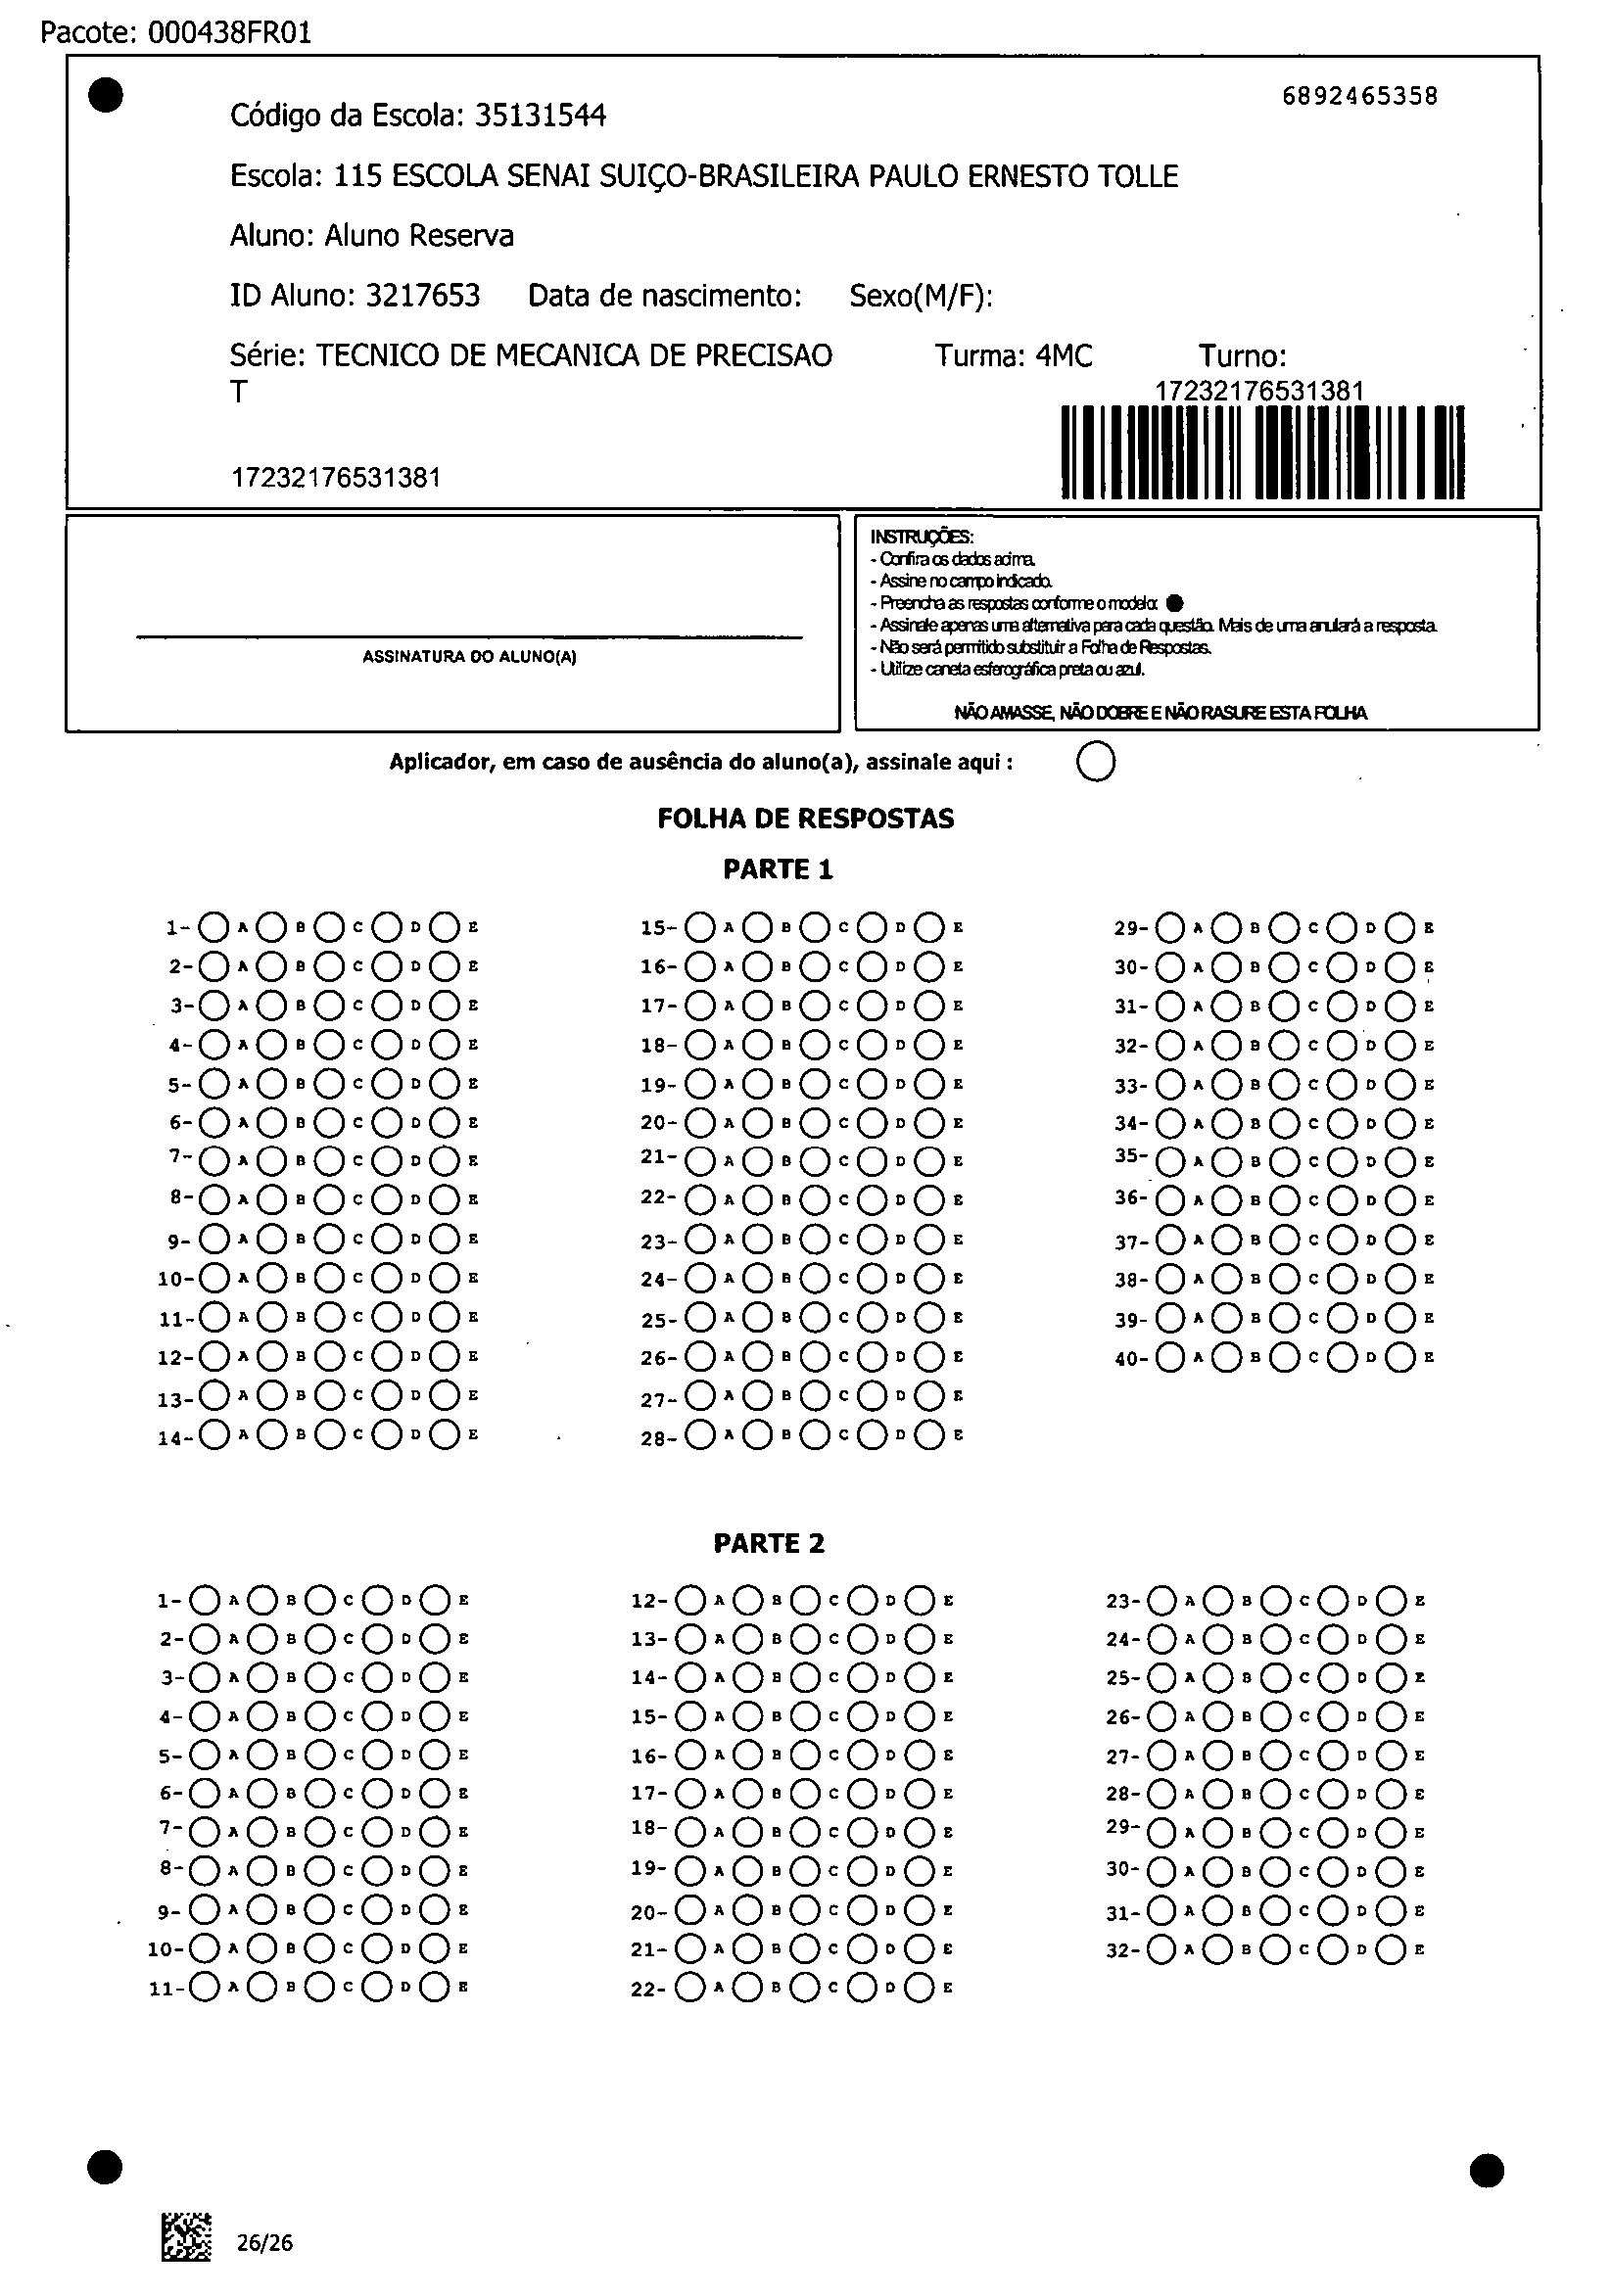 Pacote: 000438FR01
6892465358
Código da Escola: 35131544
Escola: 115 ESCOLA SENAI SUIÇO-BRASILEIRA PAULO ERNESTO TOLLE
Aluno: Aluno Reserva
ID Aluno: 3217653 Data de nascimento: Sexo(M/F):
Série: TECNICO DE MECANICA DE PRECISAO Turma: 4MC Turno:
T
17232176531381
17232176531381
ASSINATURA DO ALUNO(A)
INSTRUÇÕES:
- Confira os dados acima.
- Assine no campo indicado.
- Preencha as respostas conforme o modelo:
- Assinale apenas uma alternativa para cada questão. Mais de uma anulará a resposta.
- Não será permitido substituir a Folha de Respostas.
- Utilize caneta esferográfica preta ou azul.
NÃO AMASSE, NÃO DOBRE E NÃO RASURE ESTA FOLHA
Aplicador, em caso de ausência do aluno(a), assinale aqui :
FOLHA DE RESPOSTAS
PARTE 1
1- A B C D E 15- A B C D E 29- A B C D E
2- A B C D E 16- A B C D E 30- A B C D E
3- A B C D E 17- A B C D E 31- A B C D E
4- A B C D E 18- A B C D E 32- A B C D E
5- A B C D E 19- A B C D E 33- A B C D E
6- A B C D E 20- A B C D E 34- A B C D E
7- A B C D E 21- A B C D E 35- A B C D E
8- A B C D E 22- A B C D E 36- A B C D E
9- A B C D E 23- A B C D E 37- A B C D E
10- A B C D E 24- A B C D E 38- A B C D E
11- A B C D E 25- A B C D E 39- A B C D E
12- A B C D E 26- A B C D E 40- A B C D E
13- A B C D E 27- A B C D E
14- A B C D E 28- A B C D E
PARTE 2
1- A B C D E 12- A B C D E 23- A B C D E
2- A B C D E 13- A B C D E 24- A B C D E
3- A B C D E 14- A B C D E 25- A B C D E
4- A B C D E 15- A B C D E 26- A B C D E
5- A B C D E 16- A B C D E 27- A B C D E
6- A B C D E 17- A B C D E 28- A B C D E
7- A B C D E 18- A B C D E 29- A B C D E
8- A B C D E 19- A B C D E 30- A B C D E
9- A B C D E 20- A B C D E 31- A B C D E
10- A B C D E 21- A B C D E 32- A B C D E
11- A B C D E 22- A B C D E
26/26